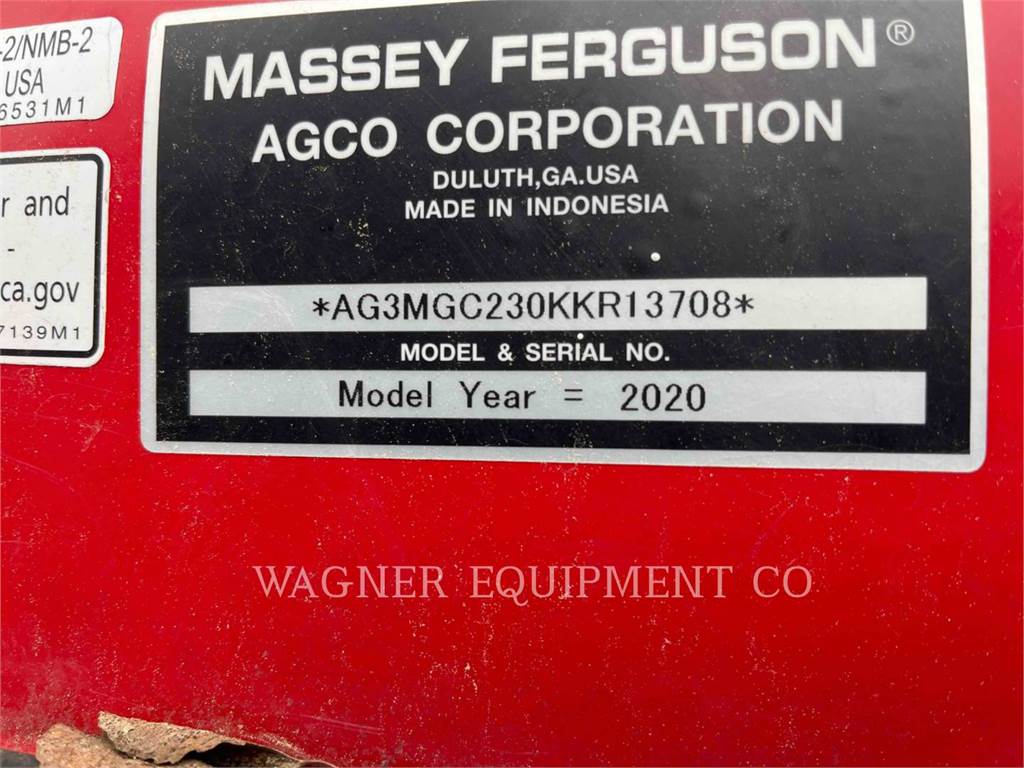 -2/NMB-2
USA
6531M1
r and
-
ca.gov
7139M1
MASSEY FERGUSON®
AGCO CORPORATION
DULUTH,GA.USA
MADE IN INDONESIA
*AG3MGC230KKR13708*
MODEL & SERIAL NO.
Model Year = 2020
WAGNER EQUIPMENT CO